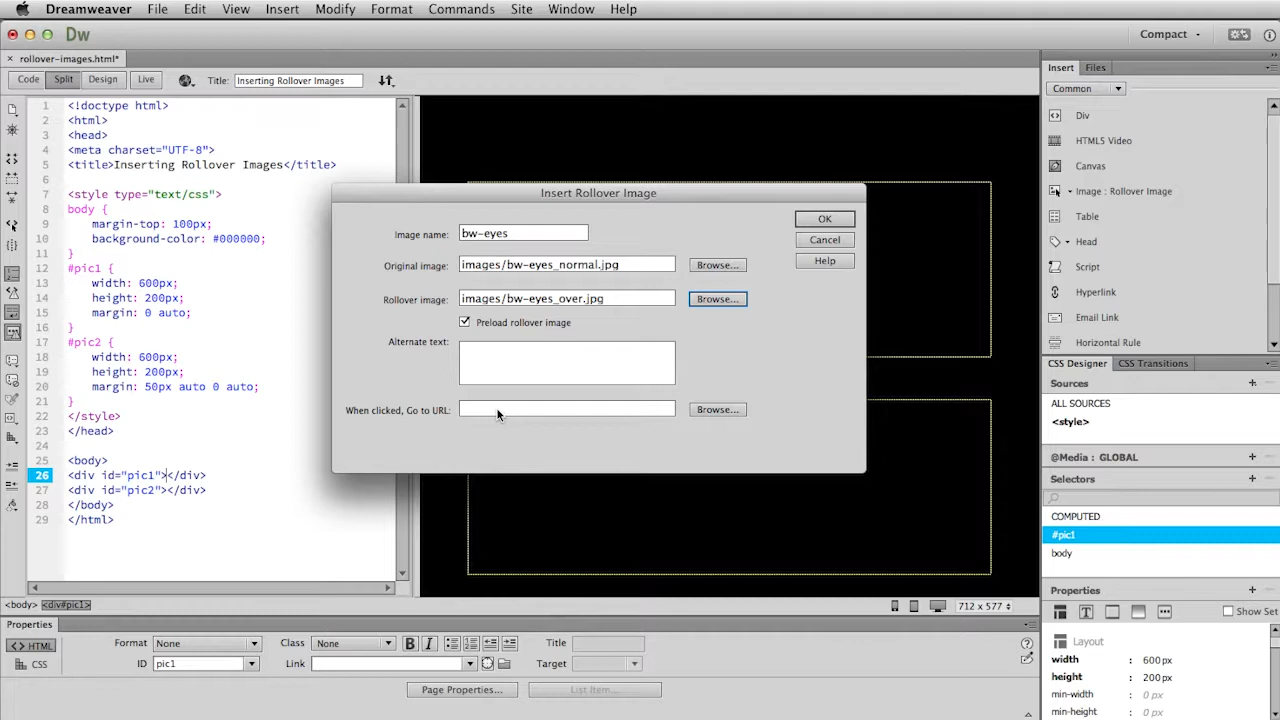 Dreamweaver File Edit View Insert Modify Format Commands Site Window Help
Dw
Compact
× rollover-images.html*
Code Split Design Live Title: Inserting Rollover Images
1 <!doctype html>
2 <html>
3 <head>
4 <meta charset="UTF-8">
5 <title>Inserting Rollover Images</title>
6
7 <style type="text/css">
8 body {
9 margin-top: 100px;
10 background-color: #000000;
11 }
12 #pic1 {
13 width: 600px;
14 height: 200px;
15 margin: 0 auto;
16 }
17 #pic2 {
18 width: 600px;
19 height: 200px;
20 margin: 50px auto 0 auto;
21 }
22 </style>
23 </head>
24
25 <body>
26 <div id="pic1"></div>
27 <div id="pic2"></div>
28 </body>
29 </html>
Insert Rollover Image
Image name: bw-eyes
OK
Original image: images/bw-eyes_normal.jpg Browse...
Cancel
Help
Rollover image: images/bw-eyes_over.jpg Browse...
Preload rollover image
Alternate text:
When clicked, Go to URL: Browse...
Insert Files
Common
Div
HTML5 Video
Canvas
Image : Rollover Image
Table
Head
Script
Hyperlink
Email Link
Horizontal Rule
CSS Designer CSS Transitions
Sources
ALL SOURCES
<style>
@Media : GLOBAL
Selectors
COMPUTED
#pic1
body
Properties
Show Set
Layout
width : 600px
height : 200px
min-width : 0 px
min-height : 0 px
<body> <div#pic1>
712 x 577
Properties
<> HTML Format None Class None B I Title
CSS ID pic1 Link Target
Page Properties... List Item...